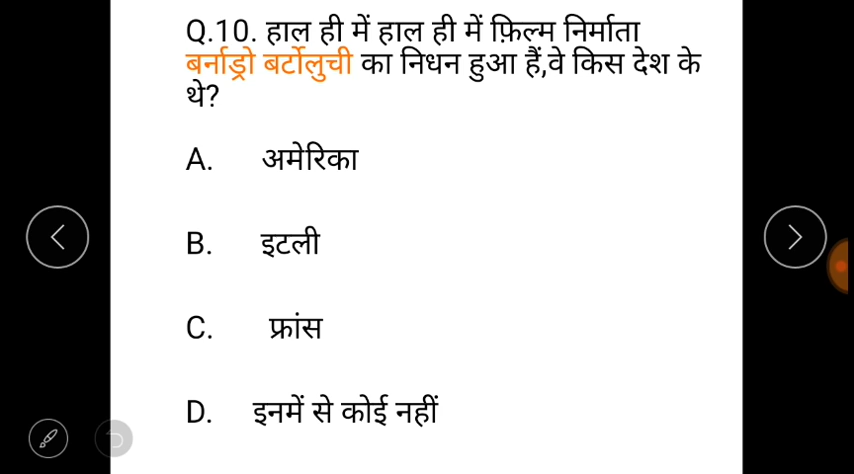 Q.10. हाल ही में हाल ही में फ़िल्म निर्माता
बर्नाड्रो बर्टोलुची का निधन हुआ हैं,वे किस देश के
थे?
A. अमेरिका
B. इटली
C. फ्रांस
D. इनमें से कोई नहीं